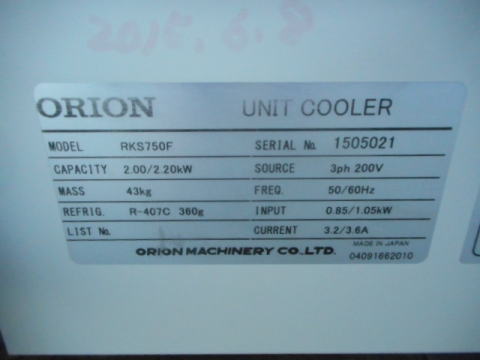 2015.6.8
ORION UNIT COOLER
MODEL RKS750F SERIAL No. 1505021
CAPACITY 2.00/2.20kW SOURCE 3ph 200V
MASS 43kg FREQ. 50/60Hz
REFRIG. R-407C 360g INPUT 0.85/1.05kW
LIST No. CURRENT 3.2/3.6A
MADE IN JAPAN
ORION MACHINERY CO.,LTD. 04091662010